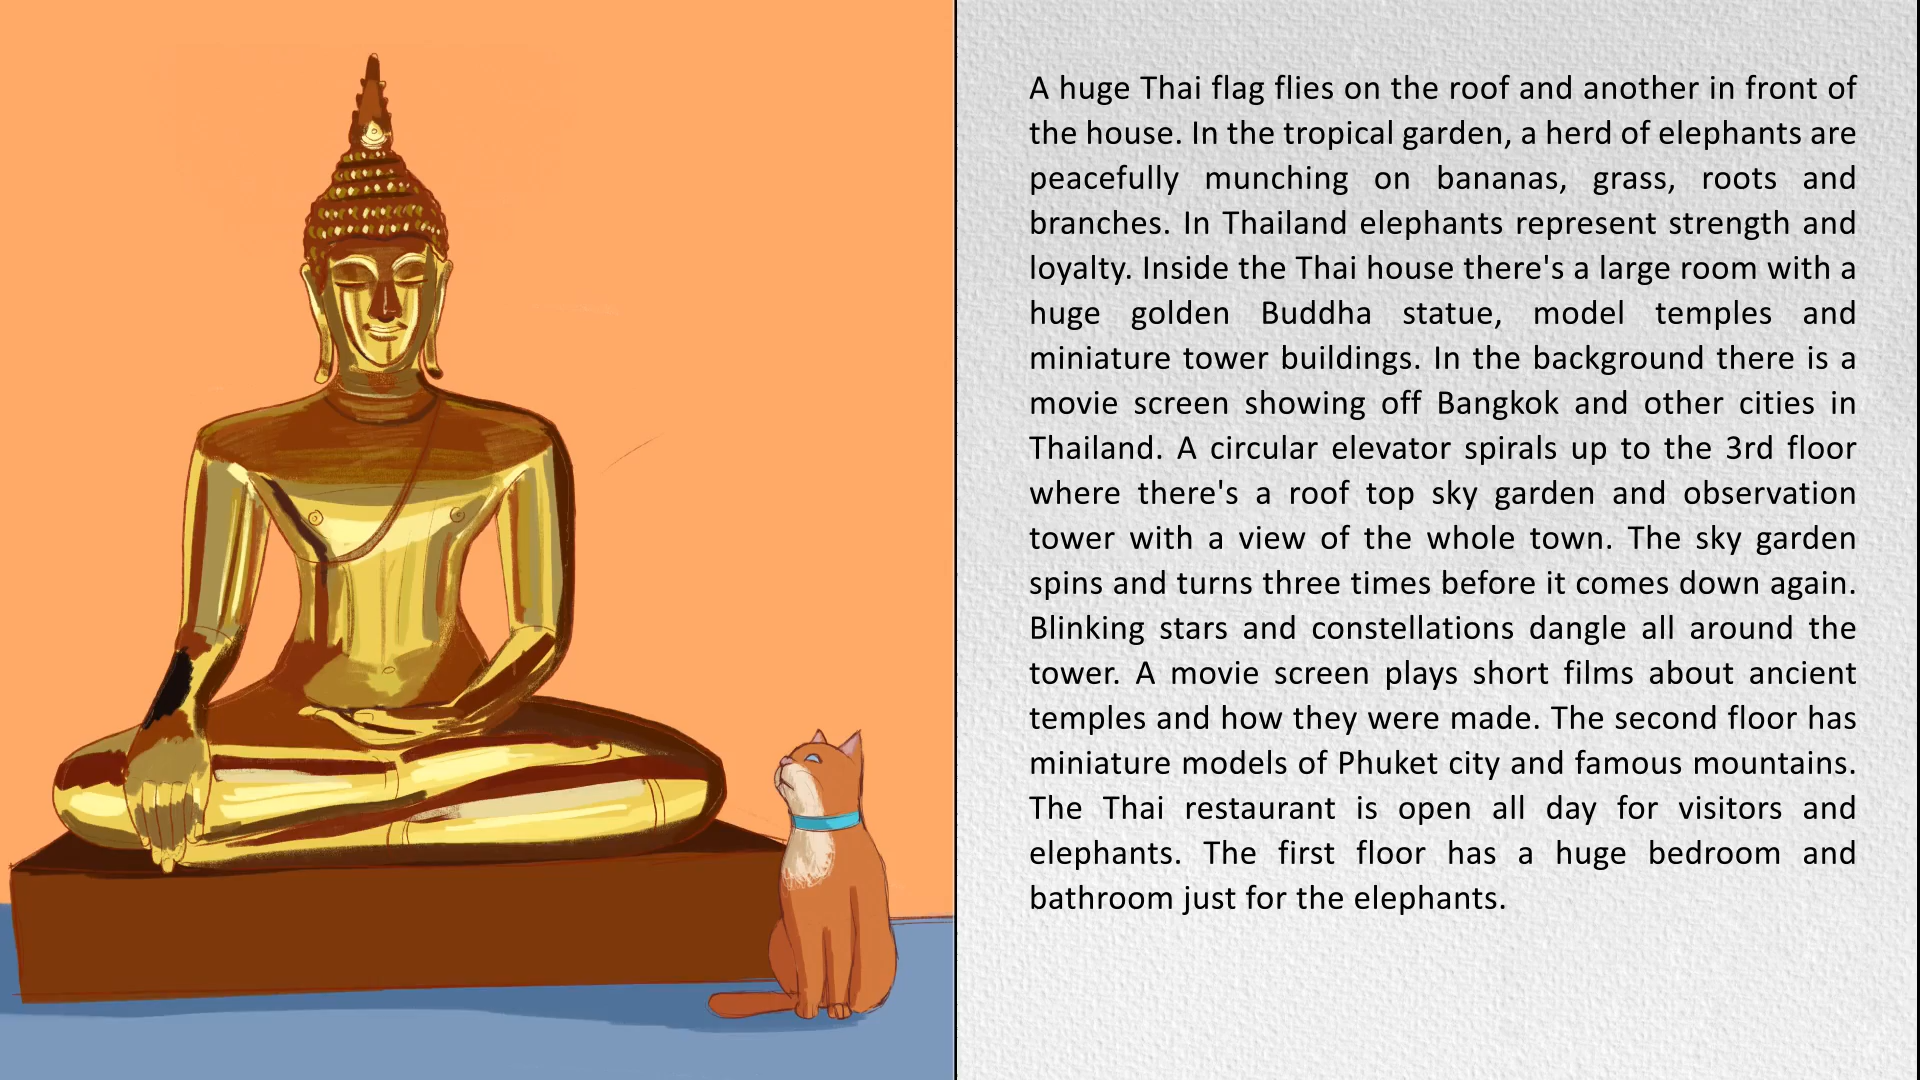 A huge Thai flag flies on the roof and another in front of
the house. In the tropical garden, a herd of elephants are
peacefully munching on bananas, grass, roots and
branches. In Thailand elephants represent strength and
loyalty. Inside the Thai house there's a large room with a
huge golden Buddha statue, model temples and
miniature tower buildings. In the background there is a
movie screen showing off Bangkok and other cities in
Thailand. A circular elevator spirals up to the 3rd floor
where there's a roof top sky garden and observation
tower with a view of the whole town. The sky garden
spins and turns three times before it comes down again.
Blinking stars and constellations dangle all around the
tower. A movie screen plays short films about ancient
temples and how they were made. The second floor has
miniature models of Phuket city and famous mountains.
The Thai restaurant is open all day for visitors and
elephants. The first floor has a huge bedroom and
bathroom just for the elephants.